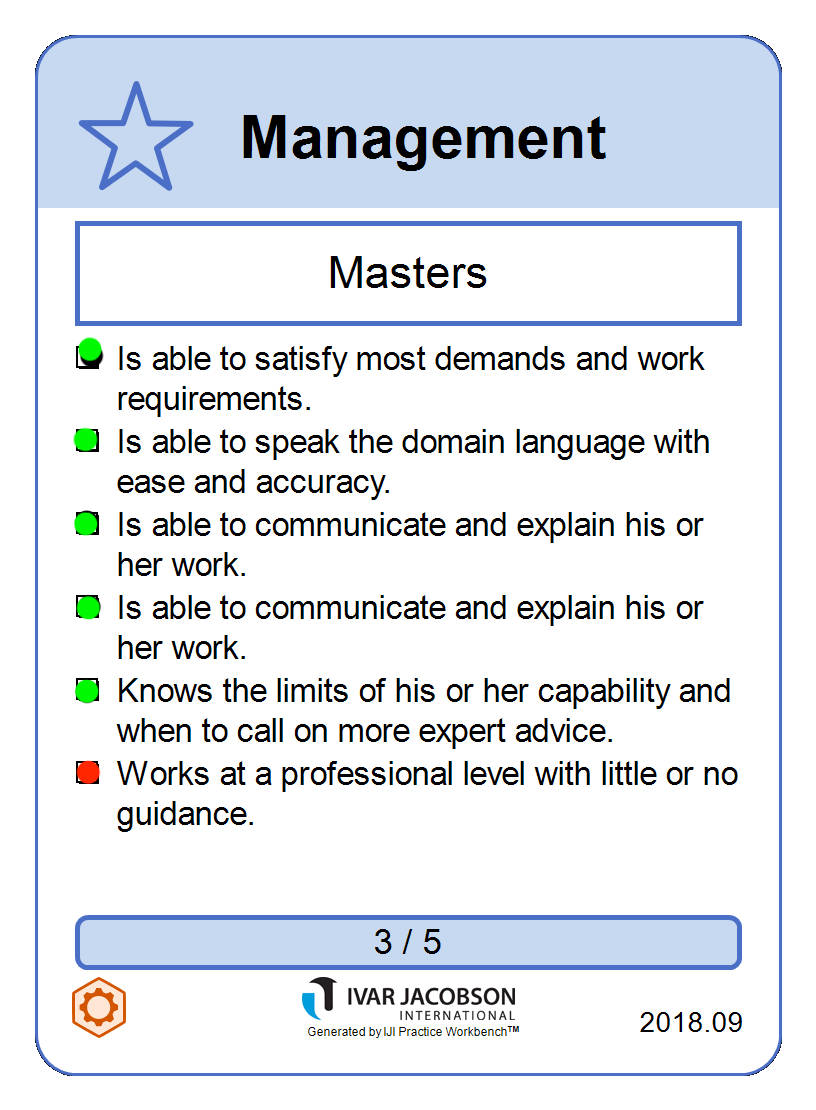 Management
Masters
Is able to satisfy most demands and work
requirements.
Is able to speak the domain language with
ease and accuracy.
Is able to communicate and explain his or
her work.
Is able to communicate and explain his or
her work.
Knows the limits of his or her capability and
when to call on more expert advice.
Works at a professional level with little or no
guidance.
3 / 5
IVAR JACOBSON
INTERNATIONAL
Generated by IJI Practice Workbench™
2018.09